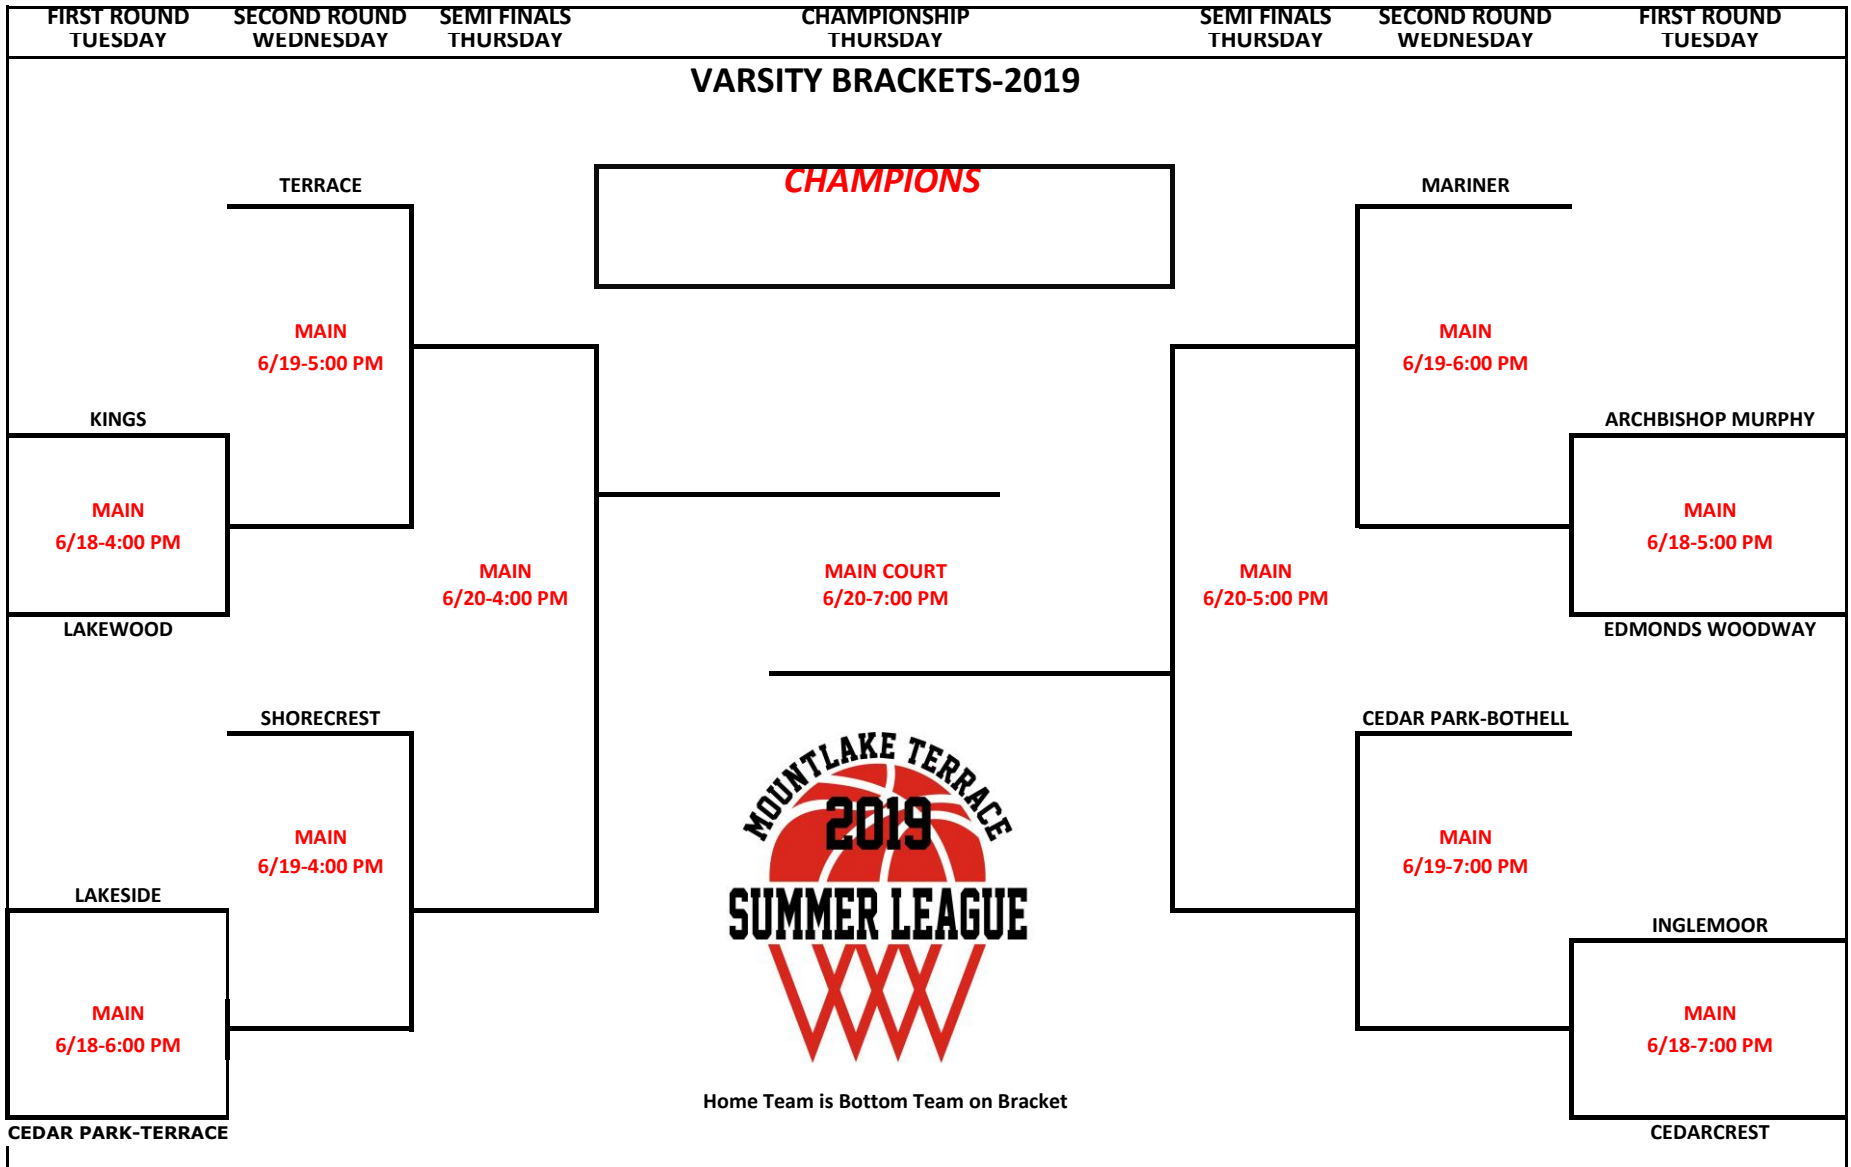 FIRST ROUND SECOND ROUND SEMI FINALS CHAMPIONSHIP SEMI FINALS SECOND ROUND FIRST ROUND
TUESDAY WEDNESDAY THURSDAY THURSDAY THURSDAY WEDNESDAY TUESDAY
VARSITY BRACKETS-2019
CHAMPIONS
TERRACE MARINER
MAIN MAIN
6/19-5:00 PM 6/19-6:00 PM
KINGS ARCHBISHOP MURPHY
MAIN MAIN
6/18-4:00 PM 6/18-5:00 PM
MAIN MAIN COURT MAIN
6/20-4:00 PM 6/20-7:00 PM 6/20-5:00 PM
LAKEWOOD EDMONDS WOODWAY
SHORECREST CEDAR PARK-BOTHELL
MOUNTLAKE TERRACE
2019
MAIN MAIN
6/19-4:00 PM 6/19-7:00 PM
LAKESIDE
SUMMER LEAGUE
INGLEMOOR
MAIN MAIN
6/18-6:00 PM 6/18-7:00 PM
Home Team is Bottom Team on Bracket
CEDAR PARK-TERRACE CEDARCREST